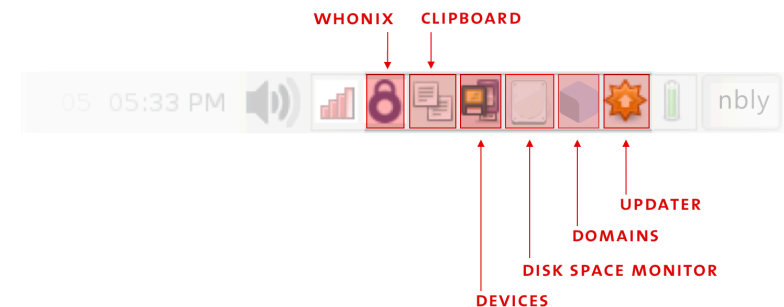 WHONIX CLIPBOARD
05 05:33 PM nbly
UPDATER
DOMAINS
DISK SPACE MONITOR
DEVICES